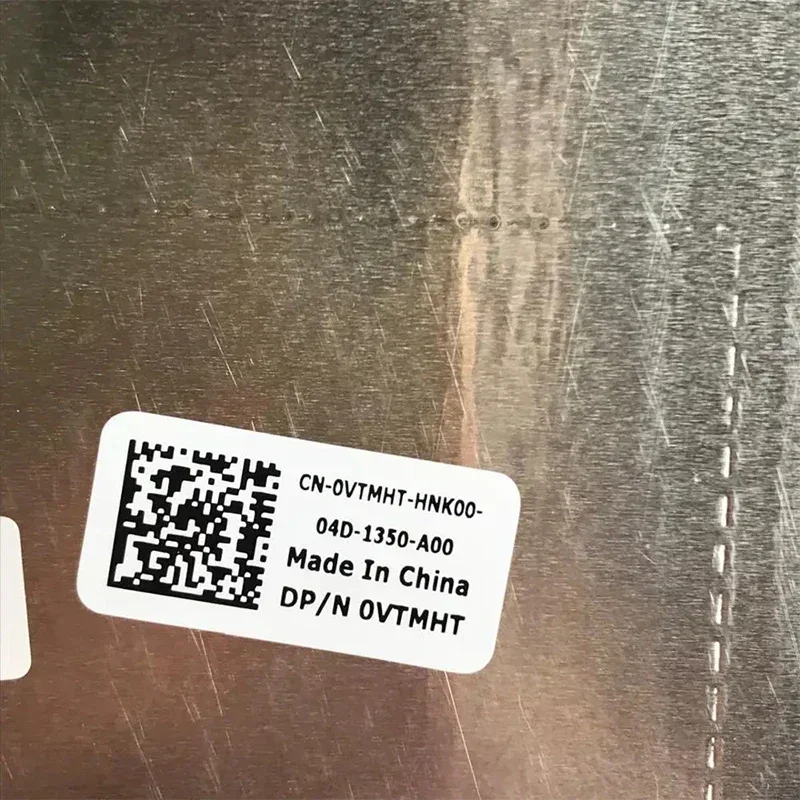 CN-0VTMHT-HNK00-
04D-1350-A00
Made In China
DP/N 0VTMHT